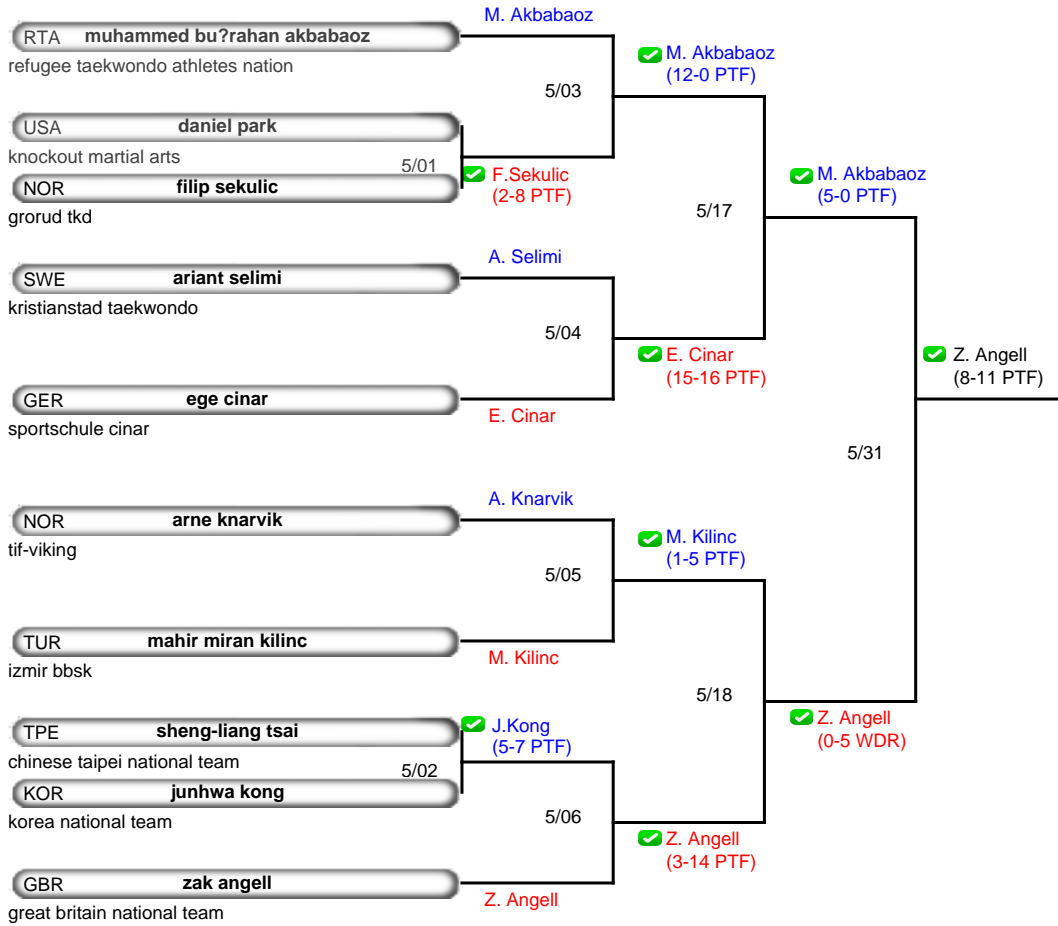 M. Akbabaoz
RTA muhammed bu?rahan akbabaoz
refugee taekwondo athletes nation
M. Akbabaoz
(12-0 PTF)
5/03
USA daniel park
knockout martial arts
5/01
NOR filip sekulic
grorud tkd
F.Sekulic
(2-8 PTF)
M. Akbabaoz
(5-0 PTF)
5/17
A. Selimi
SWE ariant selimi
kristianstad taekwondo
5/04
E. Cinar
(15-16 PTF)
Z. Angell
(8-11 PTF)
GER ege cinar
sportschule cinar
E. Cinar
5/31
A. Knarvik
NOR arne knarvik
tif-viking
M. Kilinc
(1-5 PTF)
5/05
TUR mahir miran kilinc
izmir bbsk
M. Kilinc
5/18
TPE sheng-liang tsai
chinese taipei national team
J.Kong
(5-7 PTF)
Z. Angell
(0-5 WDR)
5/02
KOR junhwa kong
korea national team
5/06
Z. Angell
(3-14 PTF)
GBR zak angell
great britain national team
Z. Angell